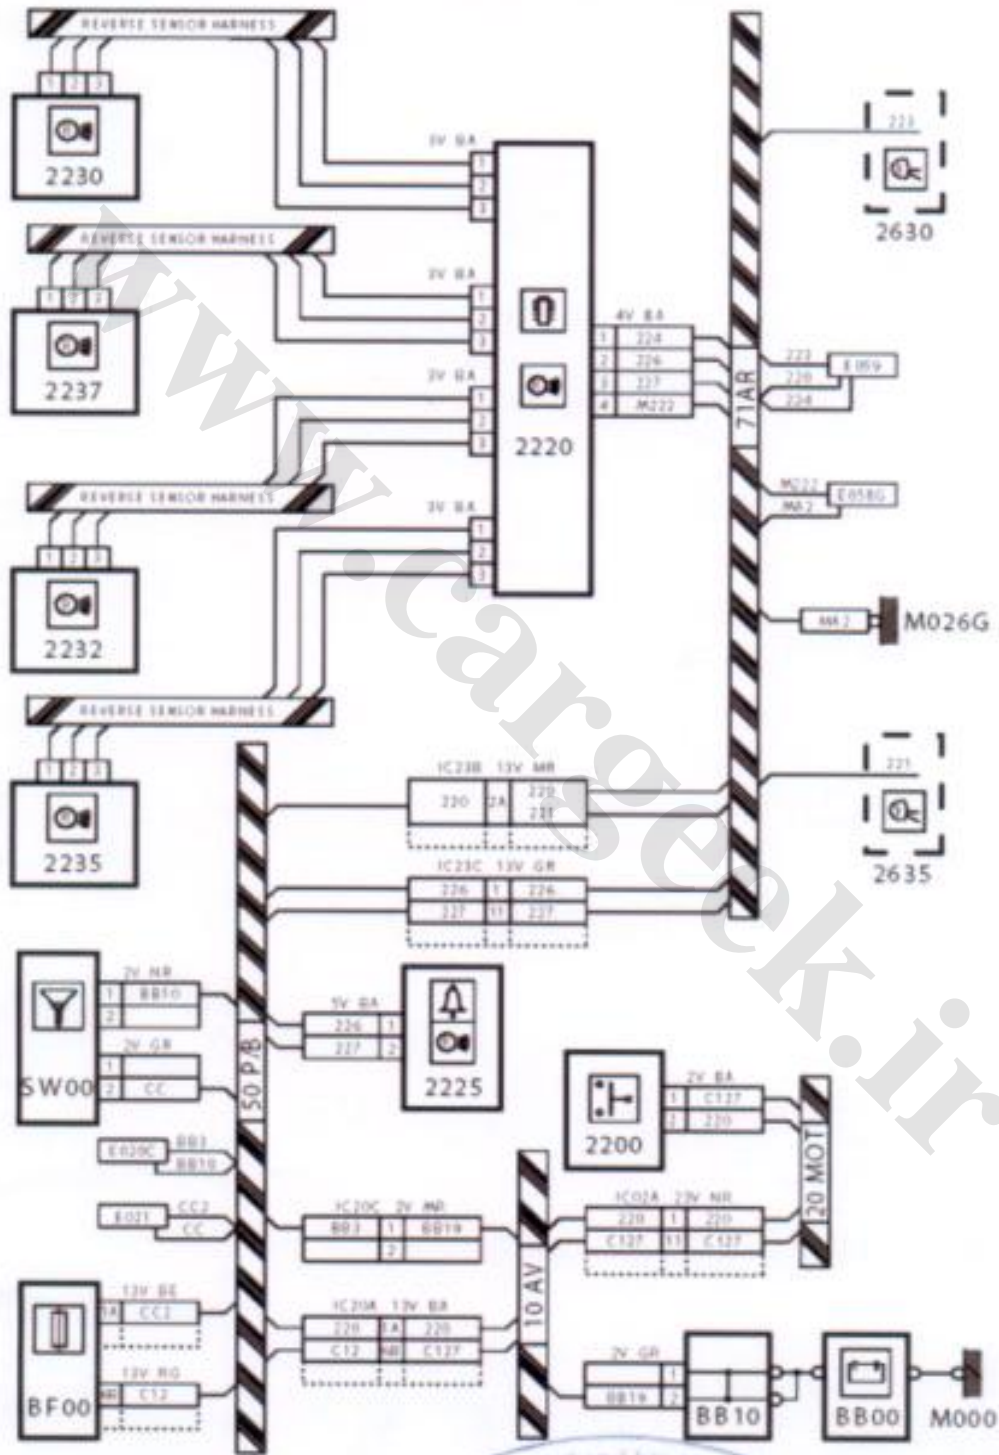 REVERSE SENSOR HARNESS
1 2 3
2230
REVERSE SENSOR HARNESS
1 2 3
2237
REVERSE SENSOR HARNESS
1 2 3
2232
REVERSE SENSOR HARNESS
1 2 3
2235
3V BA
1
2
3
3V BA
1
2
3
3V BA
1
2
3
3V BA
1
2
3
2220
4V BA
1 224
2 226
3 227
4 M222
71AR
223
2630
223
220
224
E059
M222
MA2
E058G
MA2
M026G
221
2635
IC23B 13V MR
220 2A 220
221
IC23C 13V GR
226 1 226
227 11 227
50 P/B
2V NR
1 BB10
2
2V GR
1
2 CC
SW00
5V BA
226 1
227 2
2225
E020C
BB3
BB10
E021
CC2
CC
2V BA
1 C127
2 220
2200
20 MOT
IC20C 2V MR
BB3 1 BB19
2
IC02A 23V NR
220 1 220
C127 11 C127
10 AV
13V BE
1A CC2
13V RG
C12
BF00
IC20A 13V BA
220 220
C12 C127
2V GR
1
BB19 2
BB10
BB00
M000
www.cargeek.ir